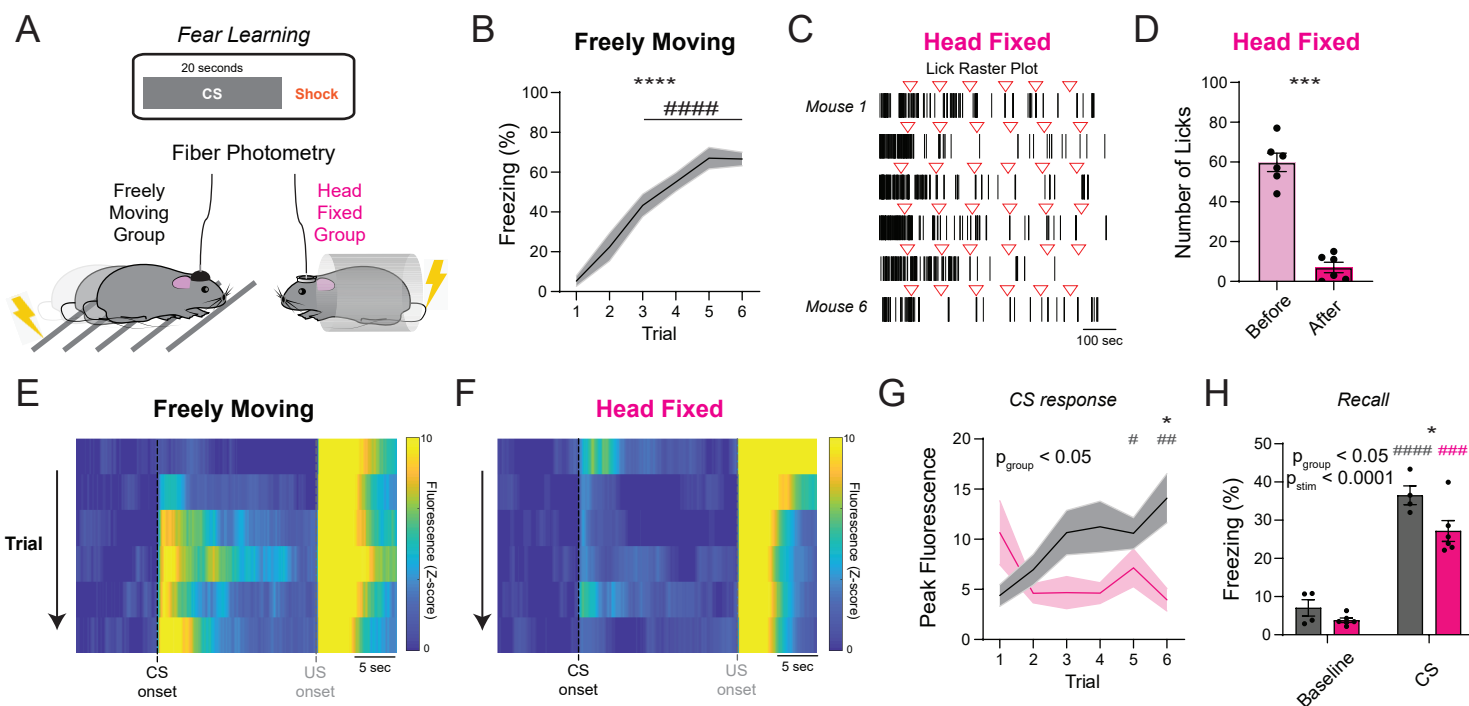 A
Fear Learning
20 seconds
CS
Shock
Fiber Photometry
Freely
Moving
Group
Head
Fixed
Group
B
Freely Moving
****
####
Freezing (%)
100
80
60
40
20
0
1 2 3 4 5 6
Trial
C
Head Fixed
Lick Raster Plot
Mouse 1
Mouse 6
100 sec
D
Head Fixed
***
Number of Licks
100
80
60
40
20
0
Before
After
E
Freely Moving
Trial
CS
onset
US
onset
5 sec
10
Fluorescence (Z-score)
0
F
Head Fixed
CS
onset
US
onset
5 sec
10
Fluorescence (Z-score)
0
G
CS response
*
# ##
p group < 0.05
Peak Fluorescence
20
15
10
5
0
1 2 3 4 5 6
Trial
H
Recall
*
#### ###
p group < 0.05
p stim < 0.0001
Freezing (%)
50
40
30
20
10
0
Baseline
CS